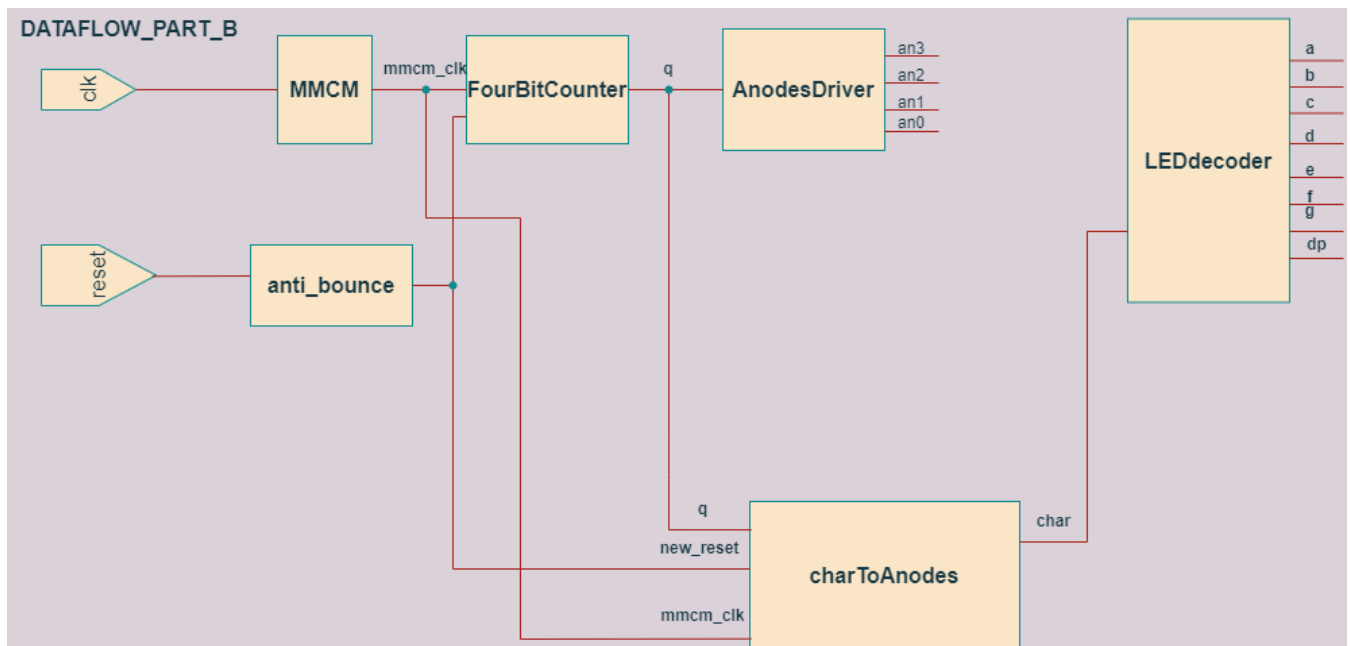 DATAFLOW_PART_B
clk
MMCM
mmcm_clk
FourBitCounter
q
AnodesDriver
an3
an2
an1
an0
LEDdecoder
a
b
c
d
e
f
g
dp
reset
anti_bounce
q
new_reset
mmcm_clk
charToAnodes
char